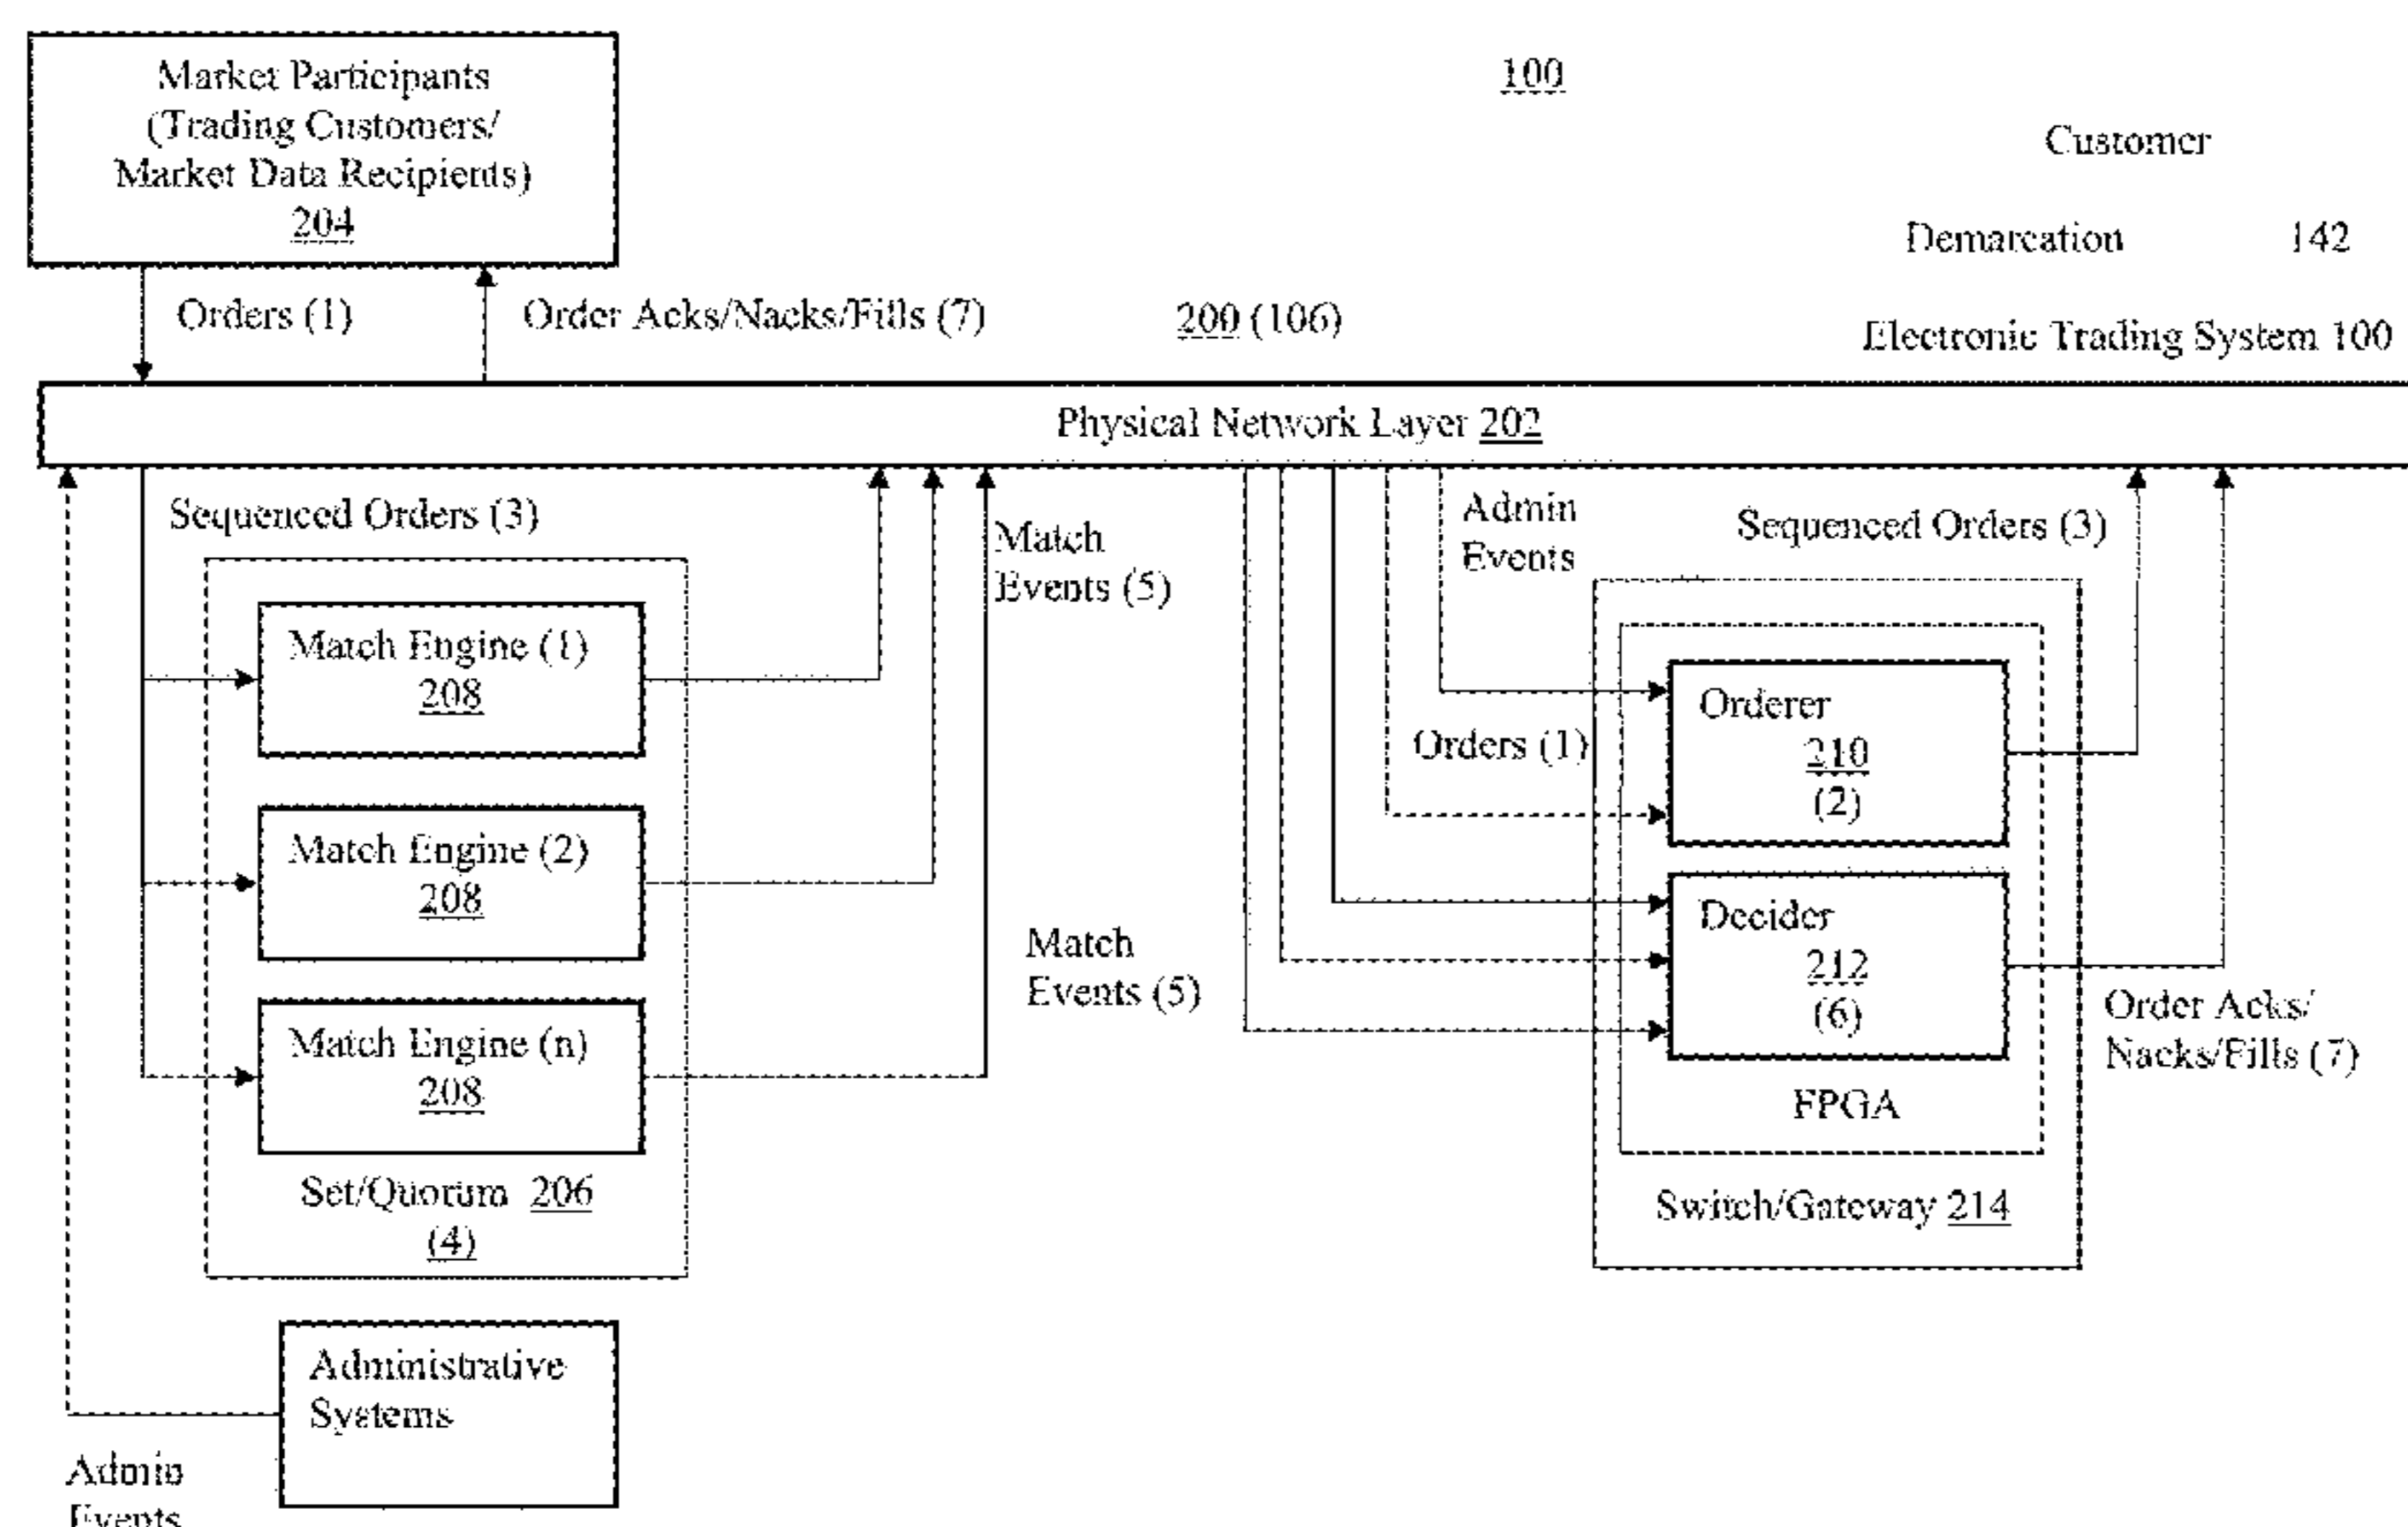 Market Participants
(Trading Customers/
Market Data Recipients)
204
100
Customer
Demarcation 142
Electronic Trading System 100
Orders (1)
Order Acks/Nacks/Fills (7)
200 (106)
Physical Network Layer 202
Sequenced Orders (3)
Match
Events (5)
Admin
Events
Sequenced Orders (3)
Match Engine (1)
208
Match Engine (2)
208
Match Engine (n)
208
Set/Quorum 206
(4)
Match
Events (5)
Orders (1)
Orderer
210
(2)
Decider
212
(6)
FPGA
Switch/Gateway 214
Order Acks/
Nacks/Fills (7)
Administrative
Systems
Admin
Events